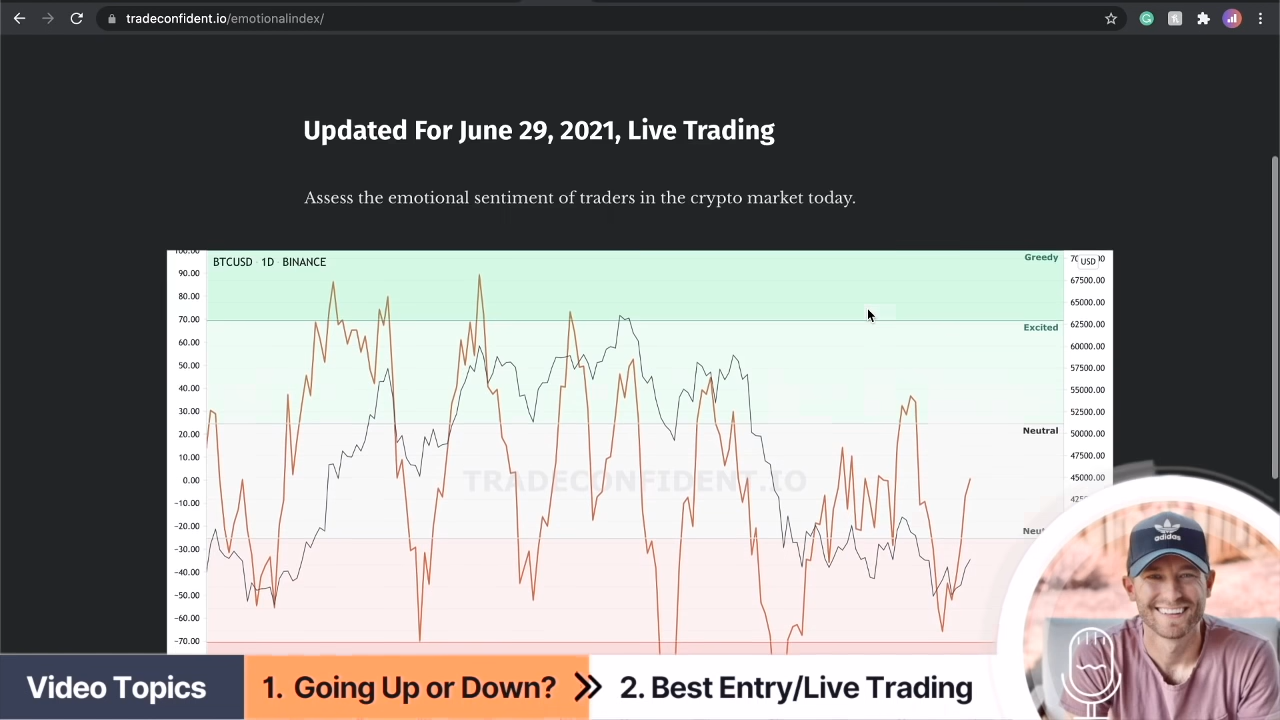 tradeconfident.io/emotionalindex/
Updated For June 29, 2021, Live Trading
Assess the emotional sentiment of traders in the crypto market today.
100.00
BTCUSD 1D BINANCE
Greedy
USD
90.00
67500.00
80.00
65000.00
70.00
62500.00
Excited
60.00
60000.00
50.00
57500.00
40.00
55000.00
30.00
52500.00
20.00
Neutral
50000.00
10.00
47500.00
0.00
TRADECONFIDENT.IO
45000.00
−10.00
−20.00
−30.00
−40.00
−50.00
−60.00
−70.00
adidas
Video Topics
1. Going Up or Down?
2. Best Entry/Live Trading